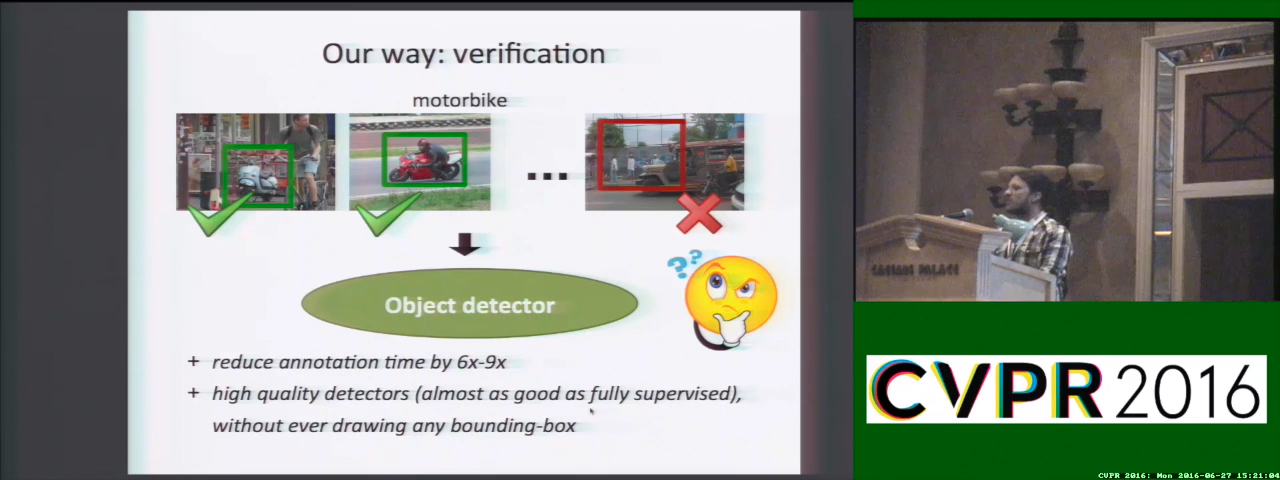 Our way: verification
motorbike
...
Object detector
+ reduce annotation time by 6x-9x
+ high quality detectors (almost as good as fully supervised),
without ever drawing any bounding-box
??
CAESARS PALACE
CVPR 2016
CVPR 2016: Mon 2016-06-27 15:21:04